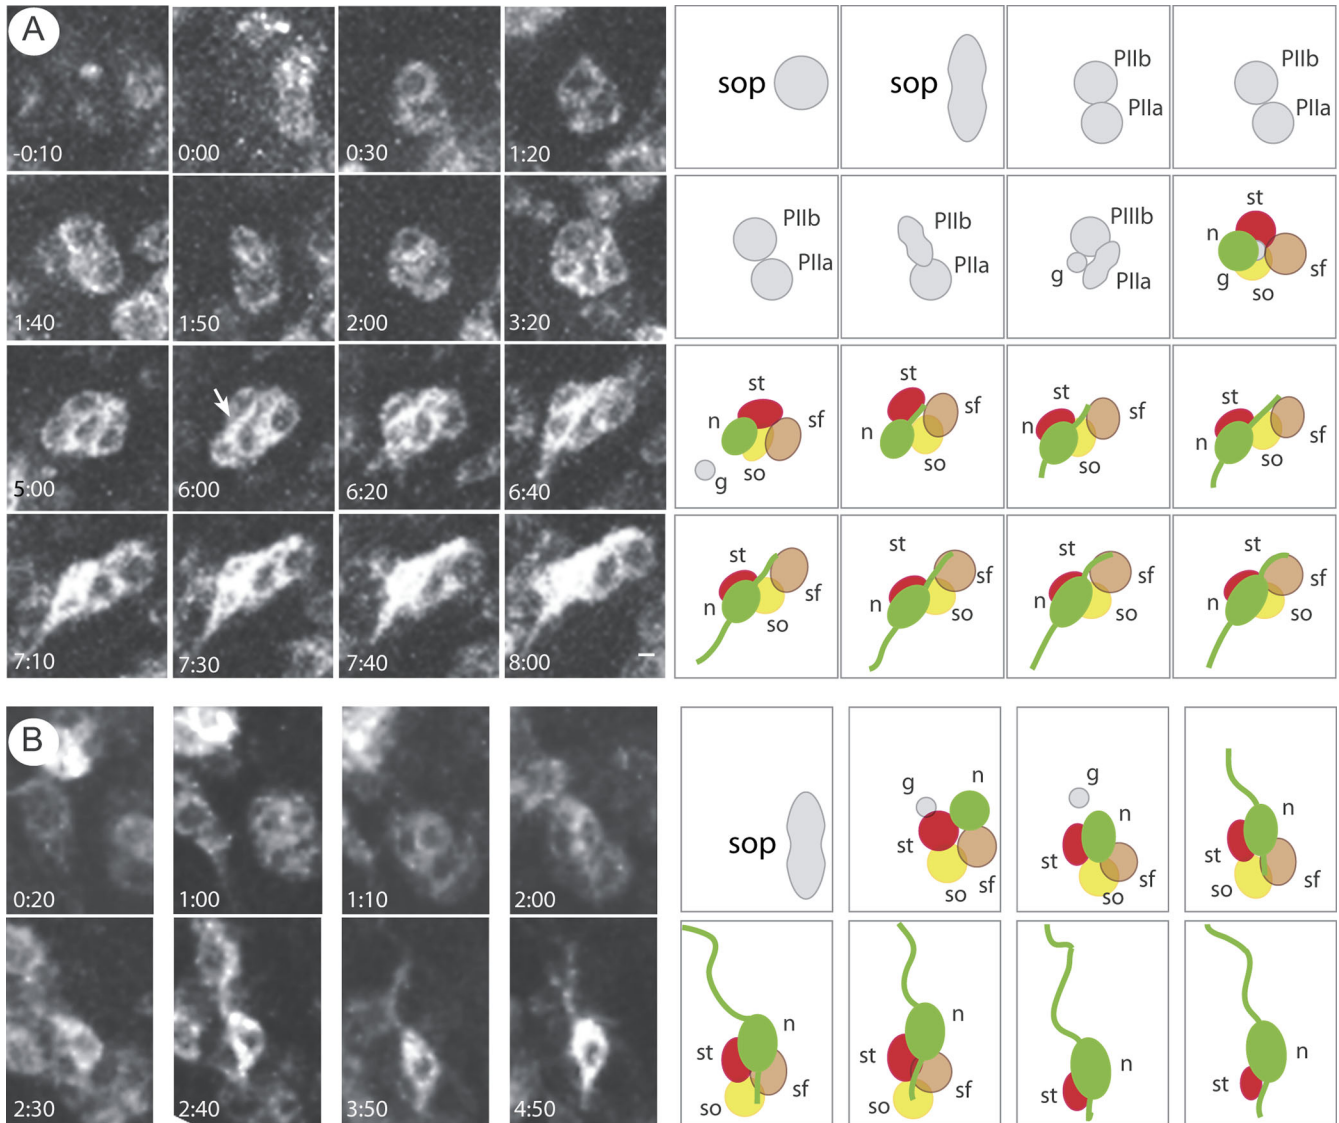 A
-0:10
0:00
0:30
1:20
sop
sop
PIIb
PIIa
PIIb
PIIa
1:40
1:50
2:00
3:20
PIIb
PIIa
PIIb
PIIa
PIIIb
g
PIIa
st
n
sf
g
so
5:00
6:00
6:20
6:40
st
n
sf
so
g
st
n
sf
so
st
sf
n
so
st
sf
n
so
7:10
7:30
7:40
8:00
st
n
sf
so
st
sf
n
so
st
sf
n
so
st
sf
n
so
B
0:20
1:00
1:10
2:00
sop
g
n
st
sf
g
n
st
sf
so
n
st
sf
so
2:30
2:40
3:50
4:50
n
st
sf
so
n
st
sf
so
n
st
n
st